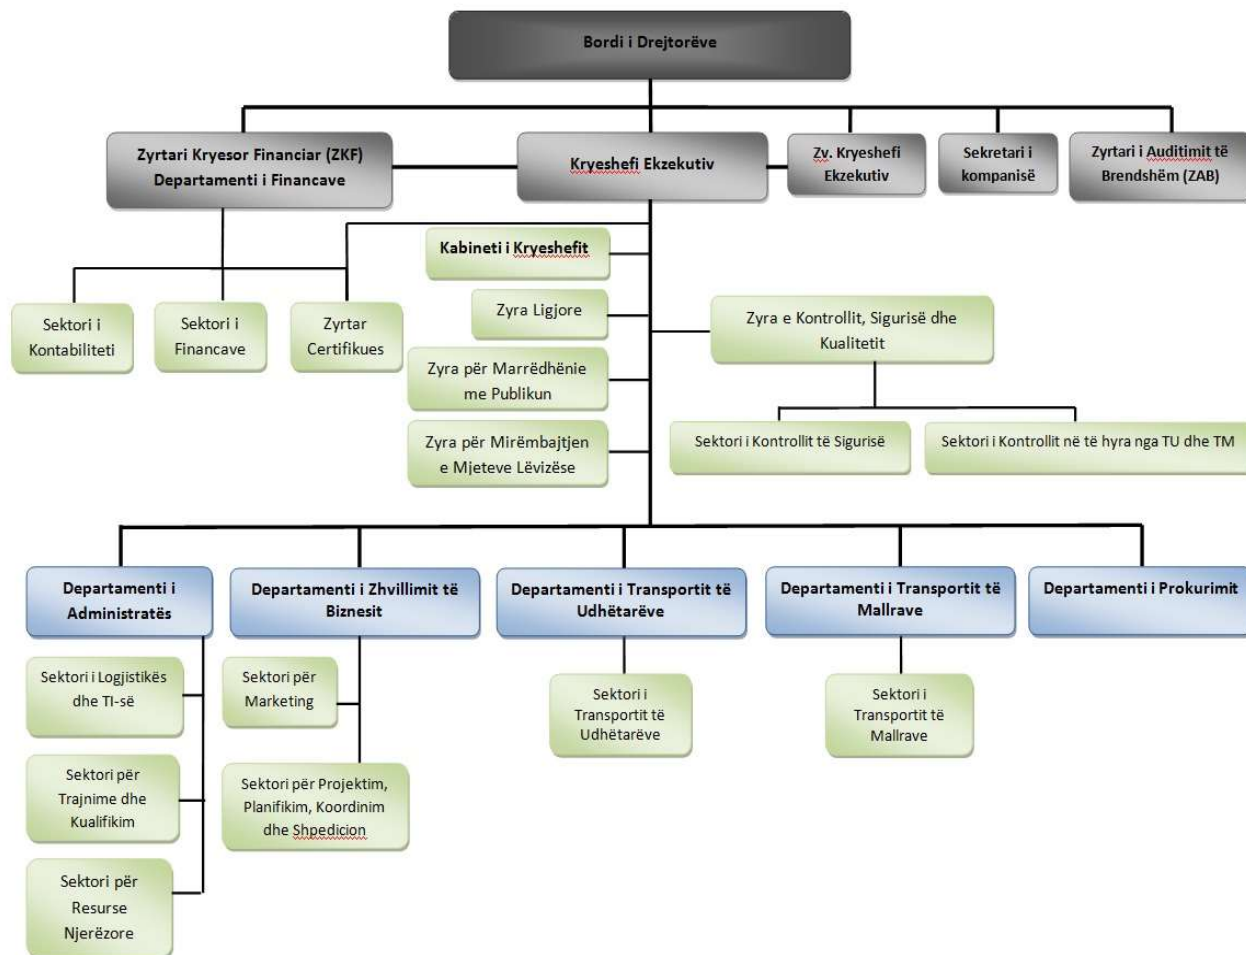 Bordi i Drejtorëve
Zyrtari Kryesor Financiar (ZKF)
Departamenti i Financave
Kryeshefi Ekzekutiv
Zv. Kryeshefi
Ekzekutiv
Sekretari i
kompanisë
Zyrtari i Auditimit të
Brendshëm (ZAB)
Kabineti i Kryeshefit
Zyra Ligjore
Zyra për Marrëdhënie
me Publikun
Zyra për Mirëmbajtjen
e Mjeteve Lëvizëse
Sektori i
Kontabiliteti
Sektori i
Financave
Zyrtar
Certifikues
Zyra e Kontrollit, Sigurisë dhe
Kualitetit
Sektori i Kontrollit të Sigurisë
Sektori i Kontrollit në të hyra nga TU dhe TM
Departamenti i
Administratës
Departamenti i Zhvillimit të
Biznesit
Departamenti i Transportit të
Udhëtarëve
Departamenti i Transportit të
Mallrave
Departamenti i Prokurimit
Sektori i Logjistikës
dhe TI-së
Sektori për
Trajnime dhe
Kualifikim
Sektori për
Resurse
Njerëzore
Sektori për
Marketing
Sektori për Projektim,
Planifikim, Koordinim
dhe Shpedicion
Sektori i
Transportit të
Udhëtarëve
Sektori i
Transportit të
Mallrave